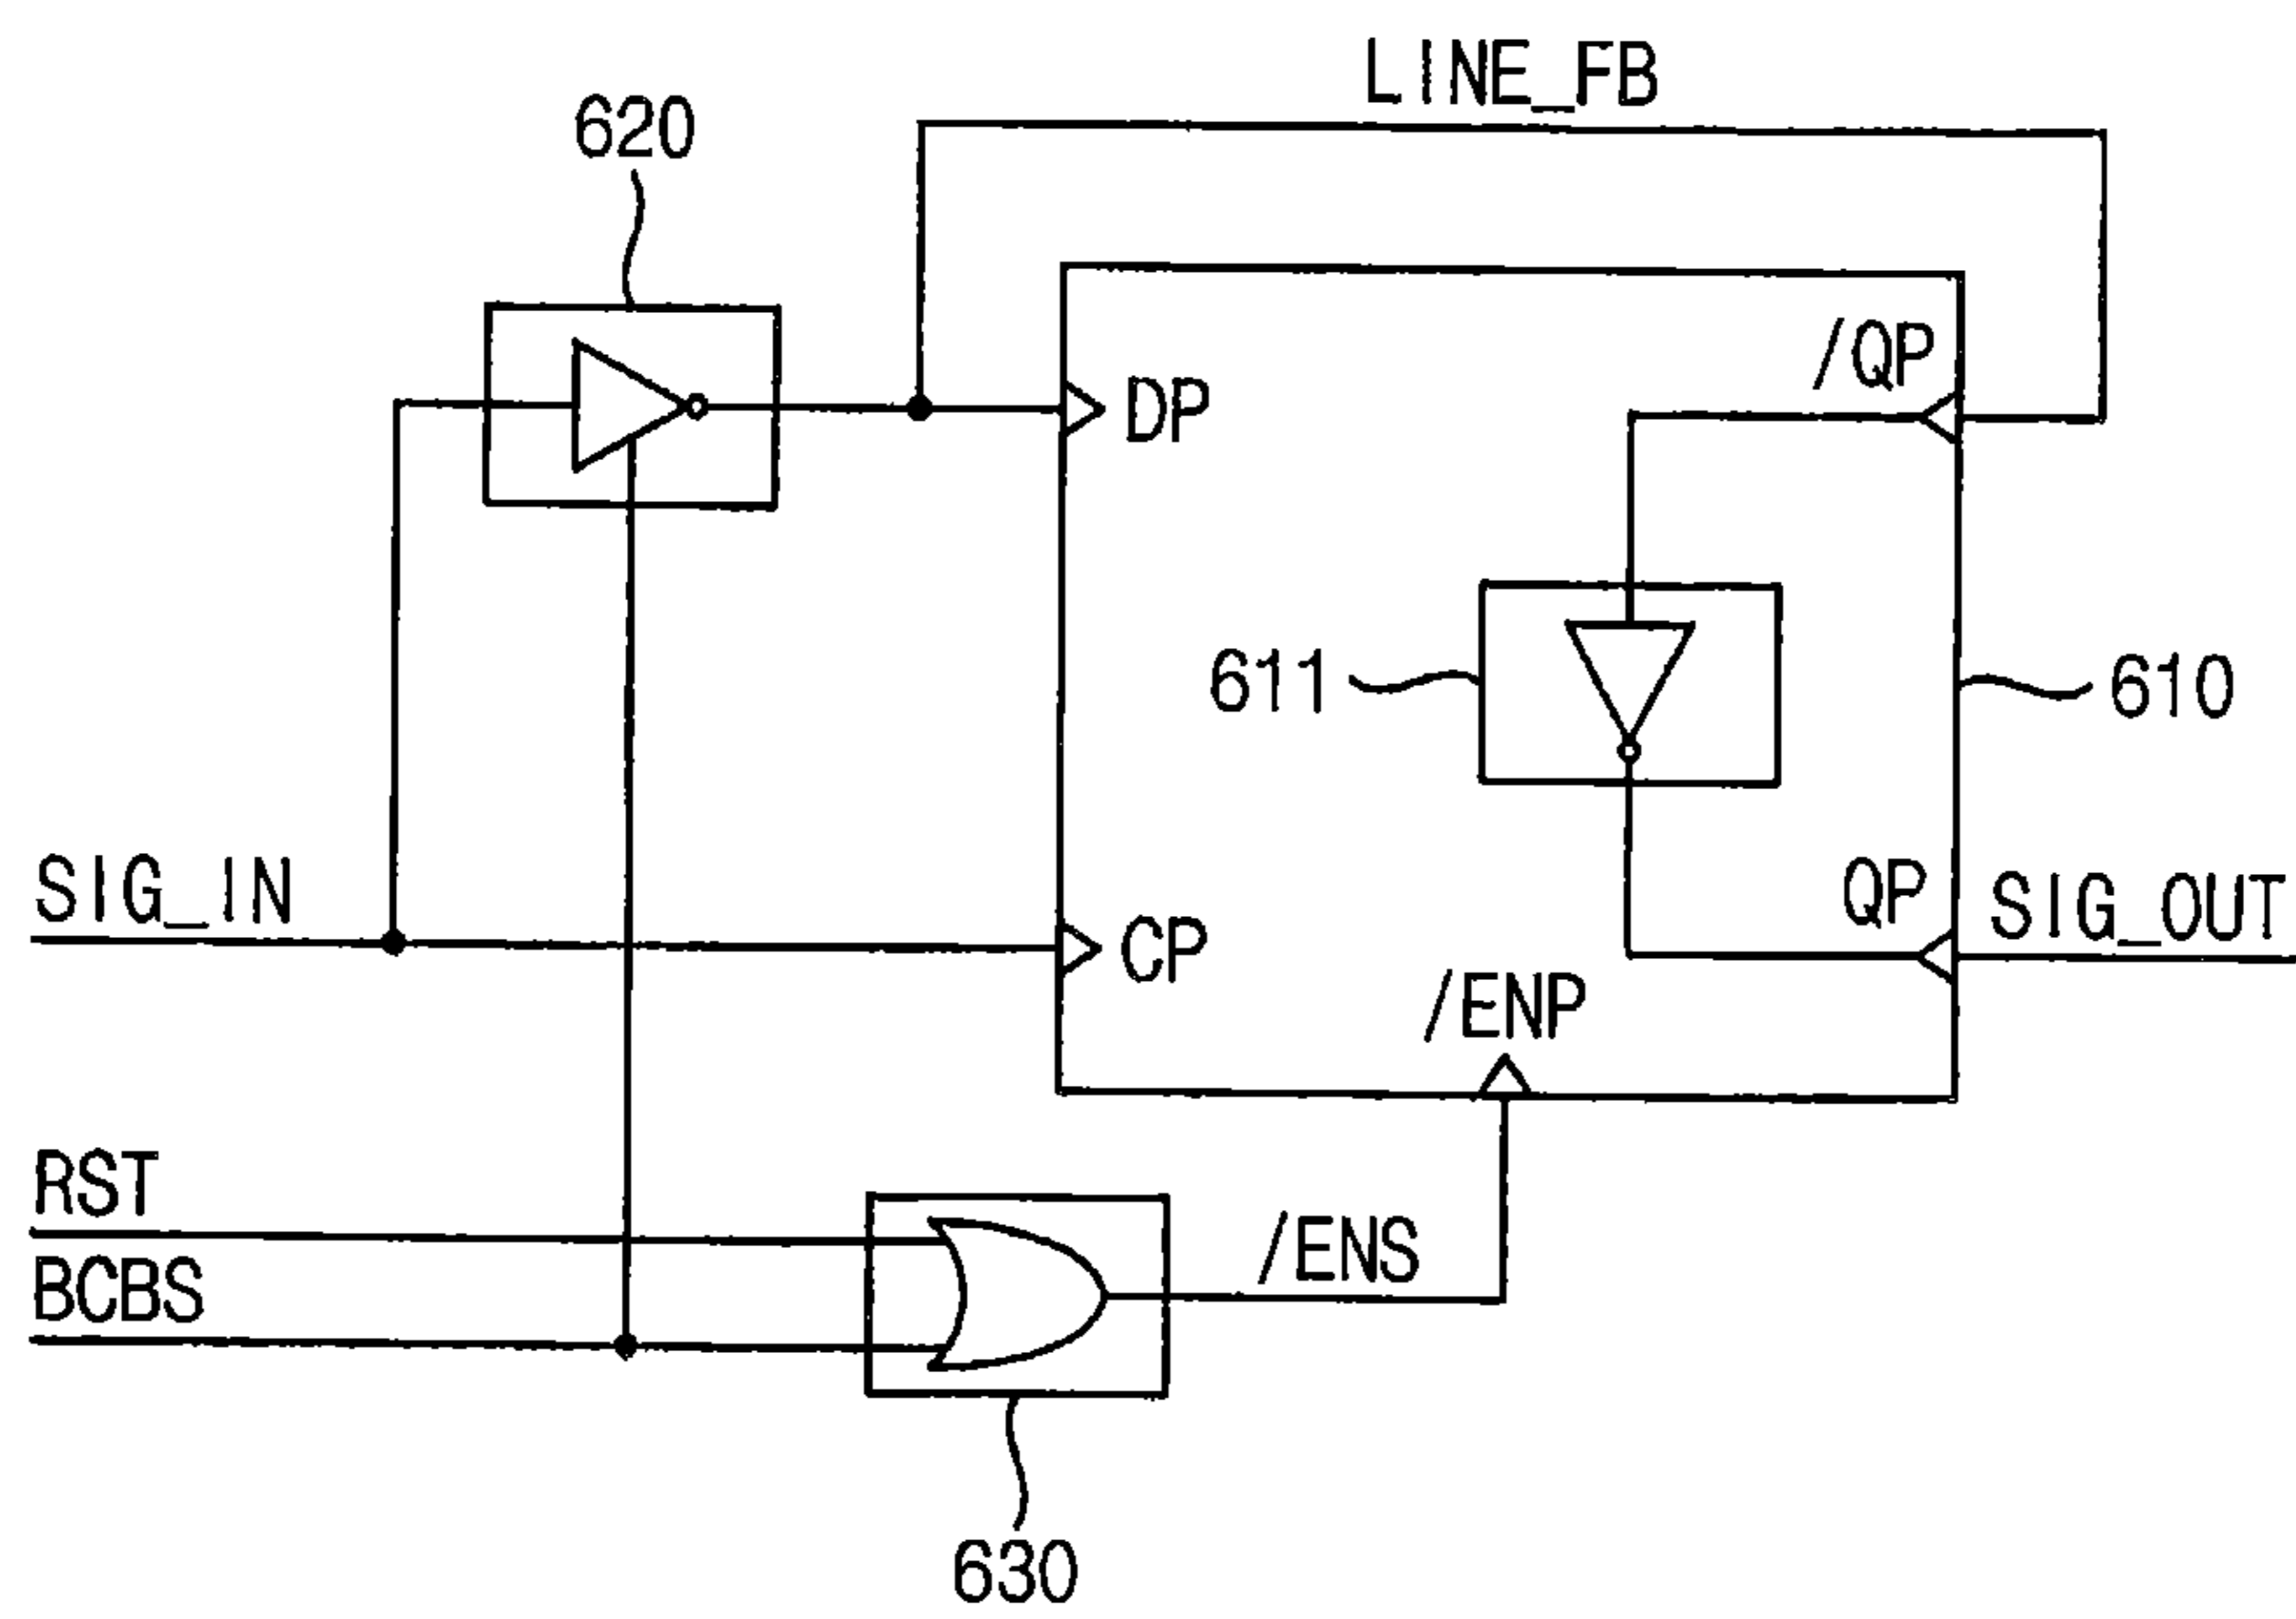 LINE_FB
620
/QP
DP
611
610
SIG_IN
QP
SIG_OUT
CP
/ENP
RST
/ENS
BCBS
630